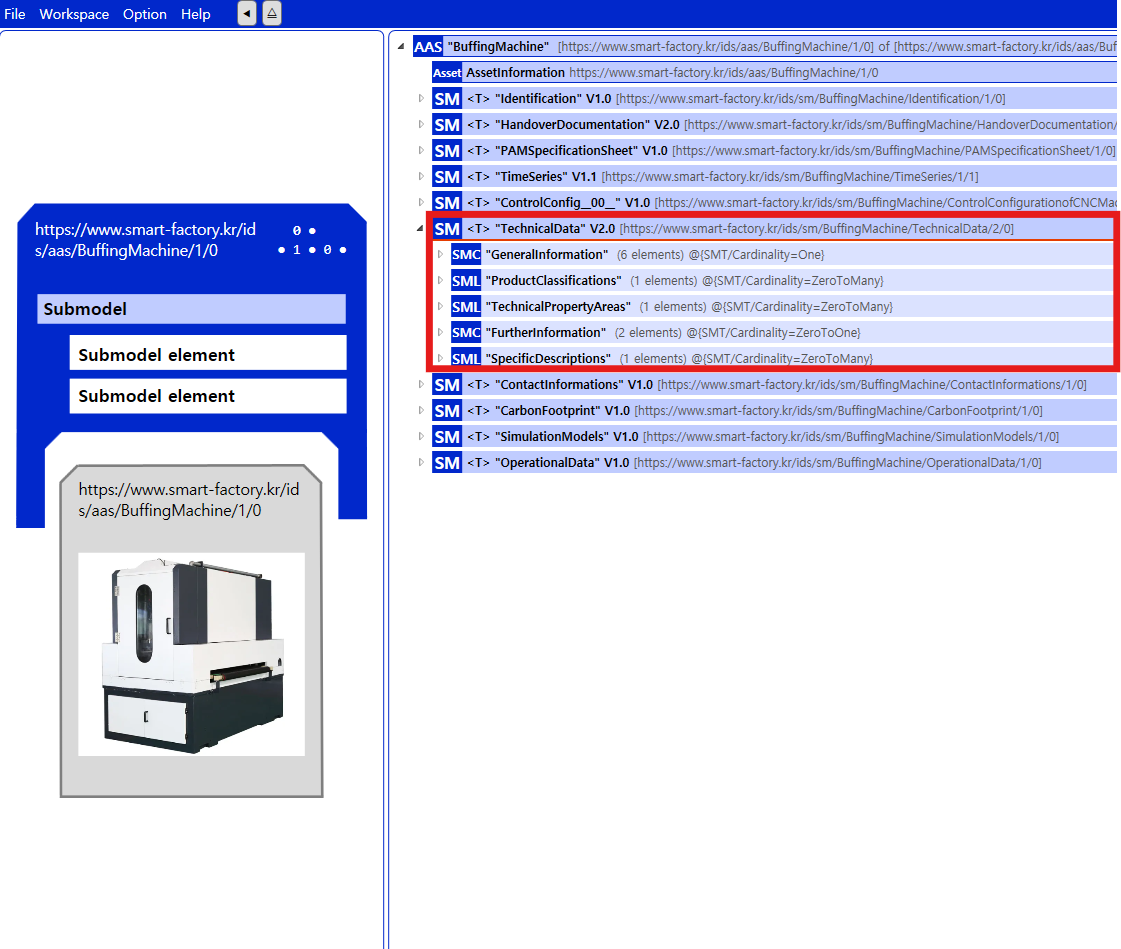 File Workspace Option Help
https://www.smart-factory.kr/id
s/aas/BuffingMachine/1/0
0
1 0
Submodel
Submodel element
Submodel element
https://www.smart-factory.kr/id
s/aas/BuffingMachine/1/0
AAS "BuffingMachine" [https://www.smart-factory.kr/ids/aas/BuffingMachine/1/0] of [https://www.smart-factory.kr/ids/aas/Buf
Asset AssetInformation https://www.smart-factory.kr/ids/aas/BuffingMachine/1/0
SM <T> "Identification" V1.0 [https://www.smart-factory.kr/ids/sm/BuffingMachine/Identification/1/0]
SM <T> "HandoverDocumentation" V2.0 [https://www.smart-factory.kr/ids/sm/BuffingMachine/HandoverDocumentation/
SM <T> "PAMSpecificationSheet" V1.0 [https://www.smart-factory.kr/ids/sm/BuffingMachine/PAMSpecificationSheet/1/0]
SM <T> "TimeSeries" V1.1 [https://www.smart-factory.kr/ids/sm/BuffingMachine/TimeSeries/1/1]
SM <T> "ControlConfig__00__" V1.0 [https://www.smart-factory.kr/ids/sm/BuffingMachine/ControlConfigurationofCNCMac
SM <T> "TechnicalData" V2.0 [https://www.smart-factory.kr/ids/sm/BuffingMachine/TechnicalData/2/0]
SMC "GeneralInformation" (6 elements) @{SMT/Cardinality=One}
SML "ProductClassifications" (1 elements) @{SMT/Cardinality=ZeroToMany}
SML "TechnicalPropertyAreas" (1 elements) @{SMT/Cardinality=ZeroToMany}
SMC "FurtherInformation" (2 elements) @{SMT/Cardinality=ZeroToOne}
SML "SpecificDescriptions" (1 elements) @{SMT/Cardinality=ZeroToMany}
SM <T> "ContactInformations" V1.0 [https://www.smart-factory.kr/ids/sm/BuffingMachine/ContactInformations/1/0]
SM <T> "CarbonFootprint" V1.0 [https://www.smart-factory.kr/ids/sm/BuffingMachine/CarbonFootprint/1/0]
SM <T> "SimulationModels" V1.0 [https://www.smart-factory.kr/ids/sm/BuffingMachine/SimulationModels/1/0]
SM <T> "OperationalData" V1.0 [https://www.smart-factory.kr/ids/sm/BuffingMachine/OperationalData/1/0]